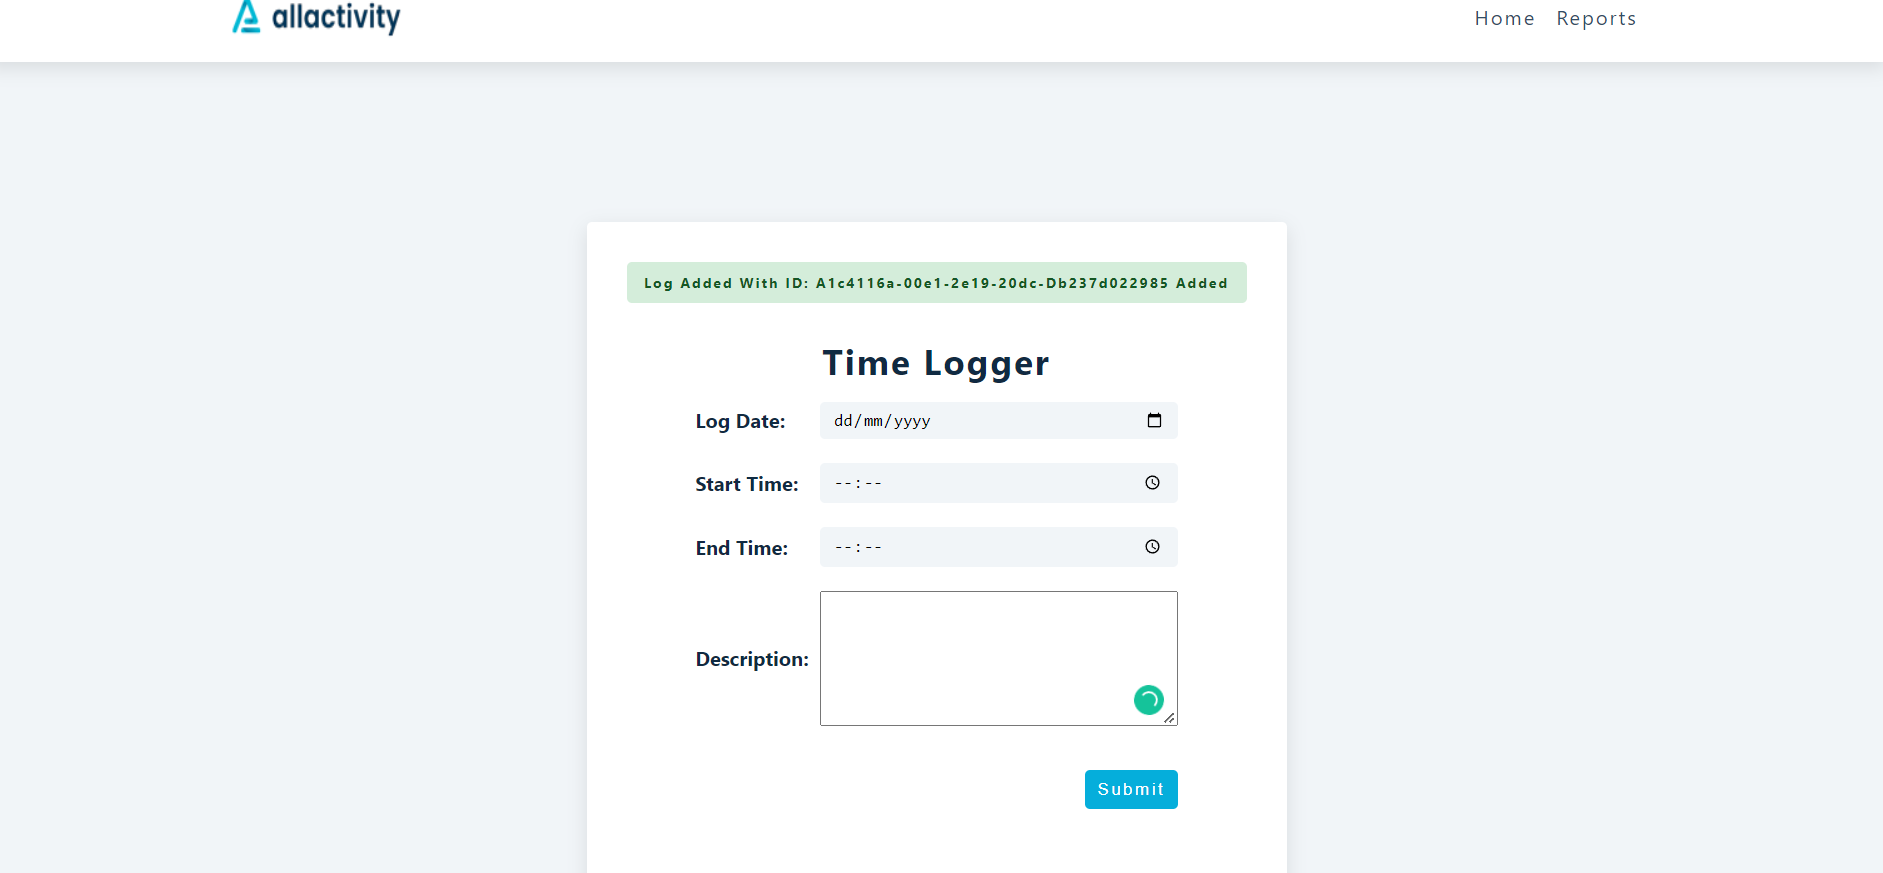 allactivity
Home Reports
Log Added With ID: A1c4116a-00e1-2e19-20dc-Db237d022985 Added
Time Logger
Log Date: dd/mm/yyyy
Start Time: --:--
End Time: --:--
Description:
Submit